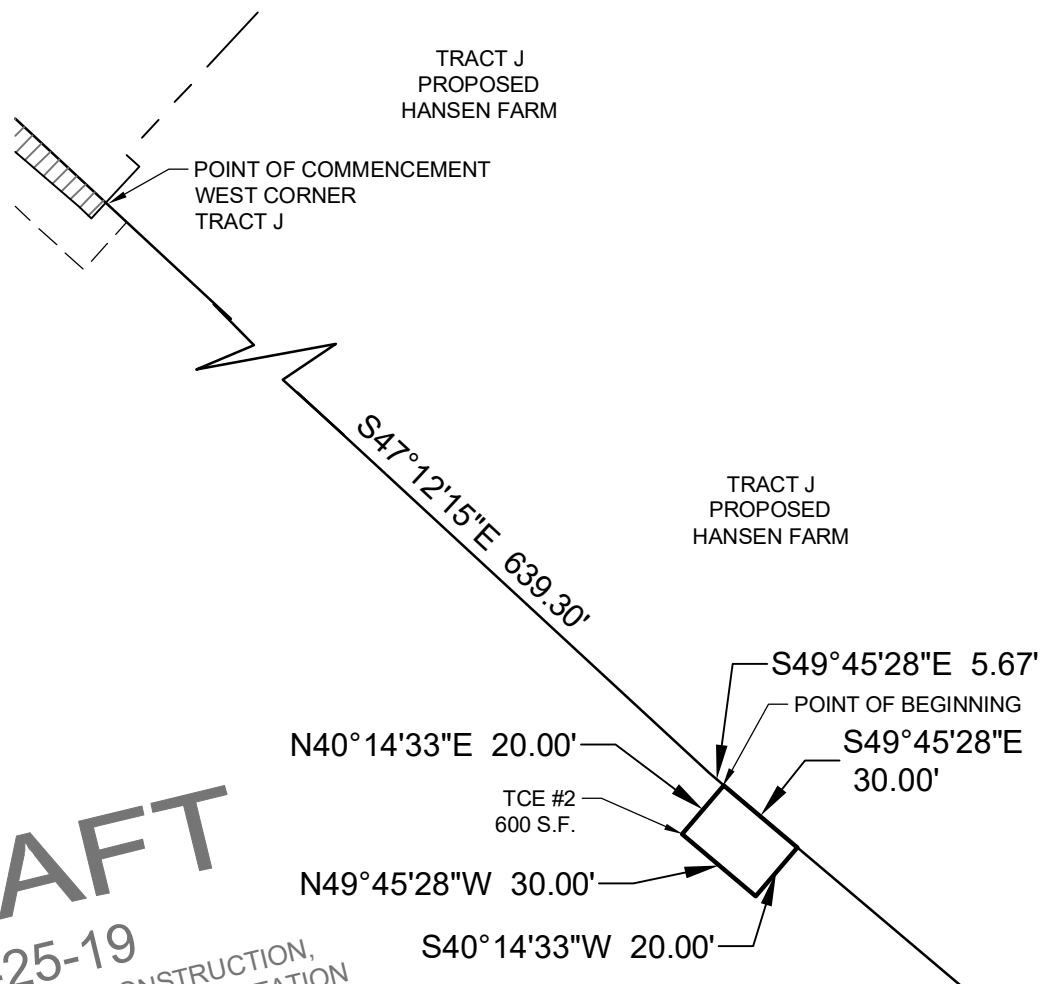 TRACT J
PROPOSED
HANSEN FARM
POINT OF COMMENCEMENT
WEST CORNER
TRACT J
S47°12'15"E 639.30'
TRACT J
PROPOSED
HANSEN FARM
S49°45'28"E 5.67'
POINT OF BEGINNING
S49°45'28"E
30.00'
N40°14'33"E 20.00'
TCE #2
600 S.F.
N49°45'28"W 30.00'
S40°14'33"W 20.00'
AFT
-25-19